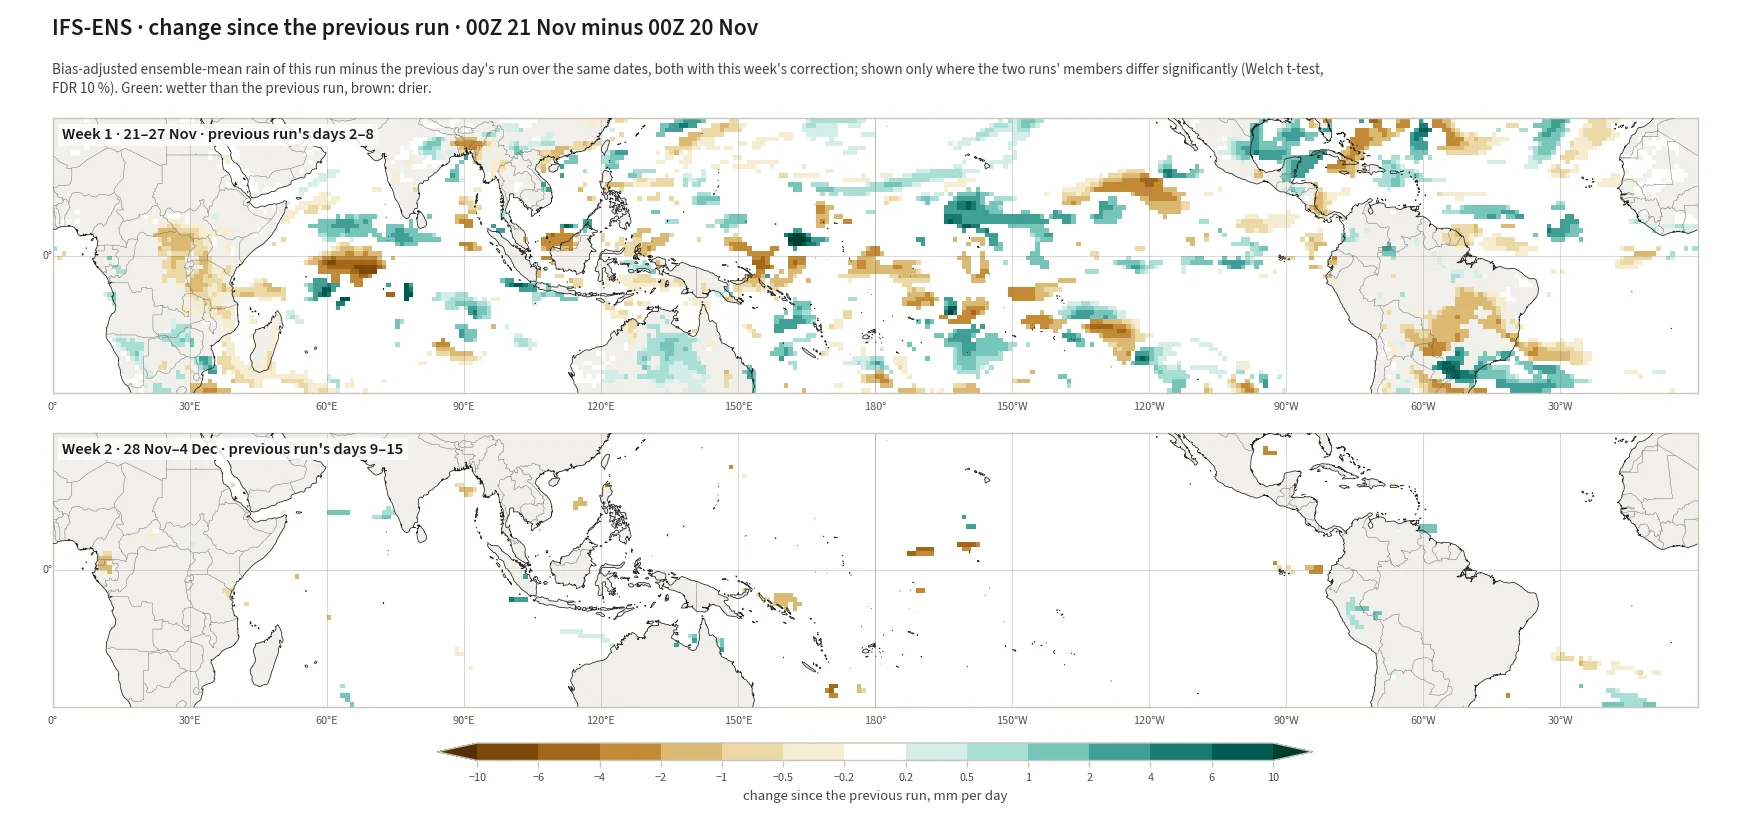 IFS-ENS · change since the previous run · 00Z 21 Nov minus 00Z 20 Nov
Bias-adjusted ensemble-mean rain of this run minus the previous day's run over the same dates, both with this week's correction; shown only where the two runs' members differ significantly (Welch t-test,
FDR 10 %). Green: wetter than the previous run, brown: drier.
Week 1 · 21–27 Nov · previous run's days 2–8
0°
0° 30°E 60°E 90°E 120°E 150°E 180° 150°W 120°W 90°W 60°W 30°W
Week 2 · 28 Nov–4 Dec · previous run's days 9–15
0°
0° 30°E 60°E 90°E 120°E 150°E 180° 150°W 120°W 90°W 60°W 30°W
−10 −6 −4 −2 −1 −0.5 −0.2 0.2 0.5 1 2 4 6 10
change since the previous run, mm per day